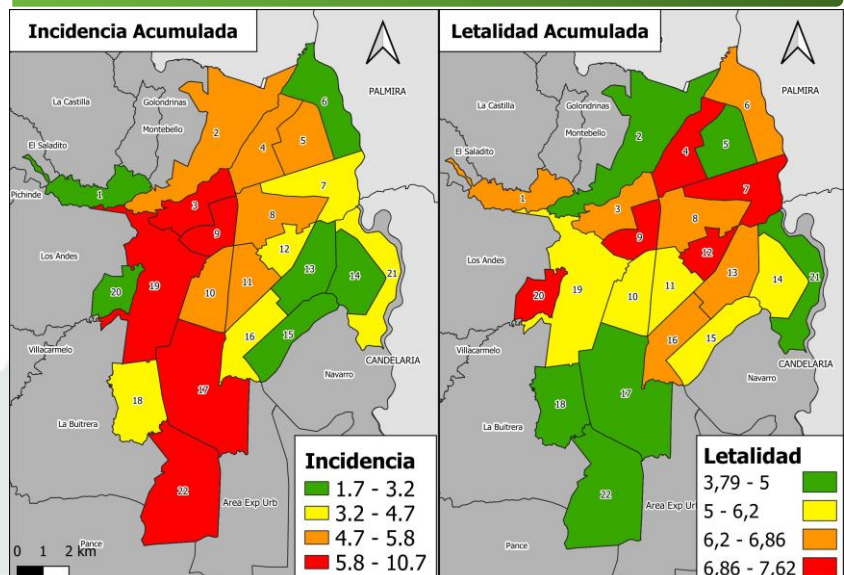 Incidencia Acumulada
PALMIRA
La Castilla
Golondrinas
Montebello
El Saladito
Pichinde
Los Andes
Villacarmelo
La Buitrera
Pance
Area Exp Urb
Navarro
CANDELARIA
1
2
3
4
5
6
7
8
9
10
11
12
13
14
15
16
17
18
19
20
21
22
0 1 2 km
Incidencia
1.7 - 3.2
3.2 - 4.7
4.7 - 5.8
5.8 - 10.7
Letalidad Acumulada
PALMIRA
La Castilla
Golondrinas
Montebello
El Saladito
Pichinde
Los Andes
Villacarmelo
La Buitrera
Pance
Area Exp Url
Navarro
CANDELARIA
1
2
3
4
5
6
7
8
9
10
11
12
13
14
15
16
17
18
19
20
21
22
Letalidad
3,79 - 5
5 - 6,2
6,2 - 6,86
6,86 - 7,62